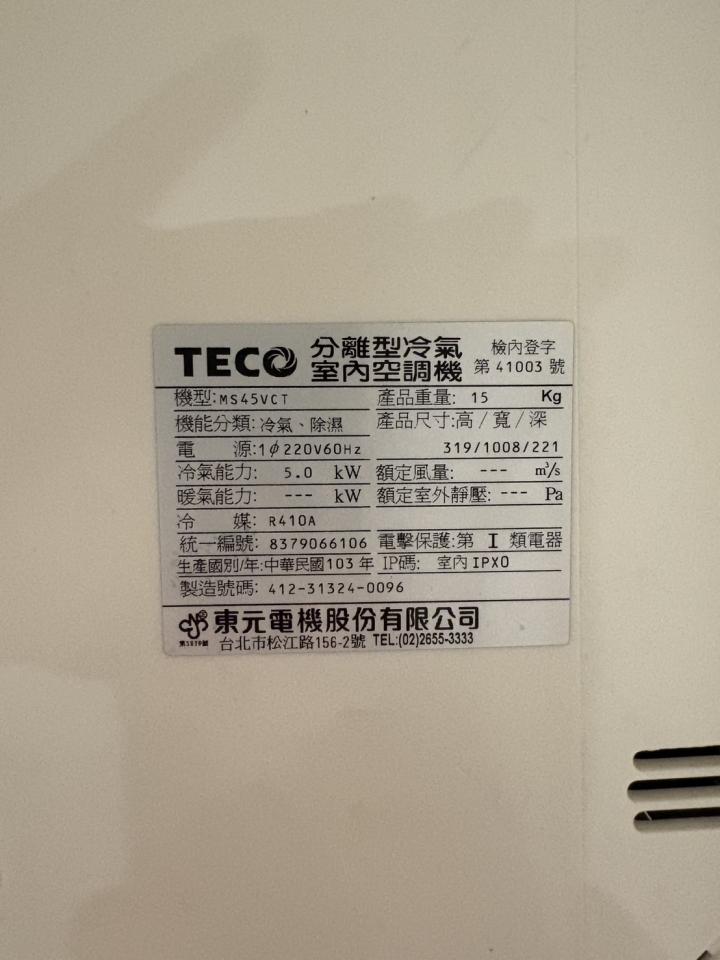 TECO 分離型冷氣 室內空調機 檢內登字 第 41003 號
機型:MS45VCT 產品重量: 15 Kg
機能分類: 冷氣、除濕 產品尺寸:高/寬/深
電 源:1φ220V60Hz 319/1008/221
冷氣能力: 5.0 kW 額定風量: --- m³/s
暖氣能力: --- kW 額定室外靜壓: --- Pa
冷 媒: R410A
統一編號: 8379066106 電擊保護:第 I 類電器
生產國別/年:中華民國103年 IP碼: 室內IPX0
製造號碼: 412-31324-0096
東元電機股份有限公司
台北市松江路156-2號 TEL:(02)2655-3333